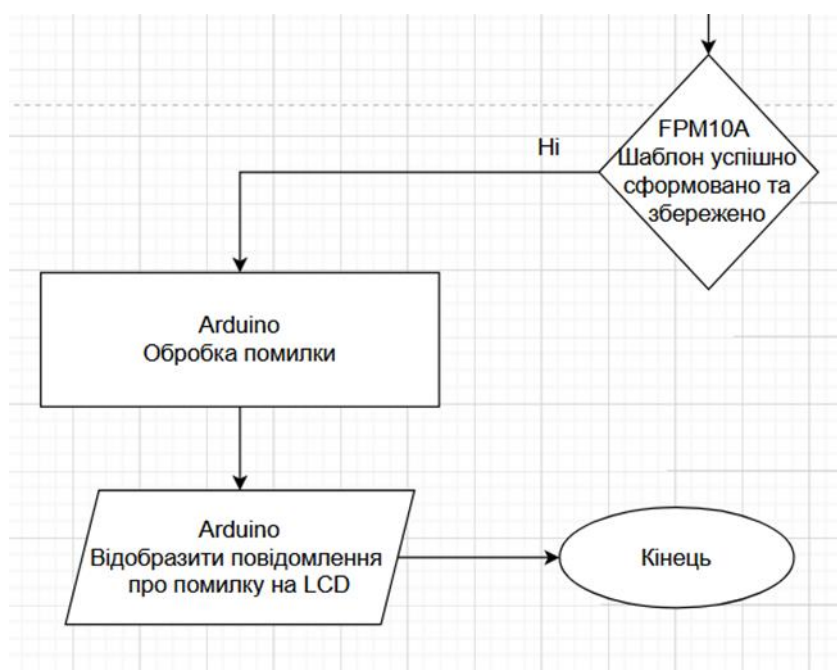 FPM10A
Шаблон успішно
сформовано та
збережено
Ні
Arduino
Обробка помилки
Arduino
Відобразити повідомлення
про помилку на LCD
Кінець